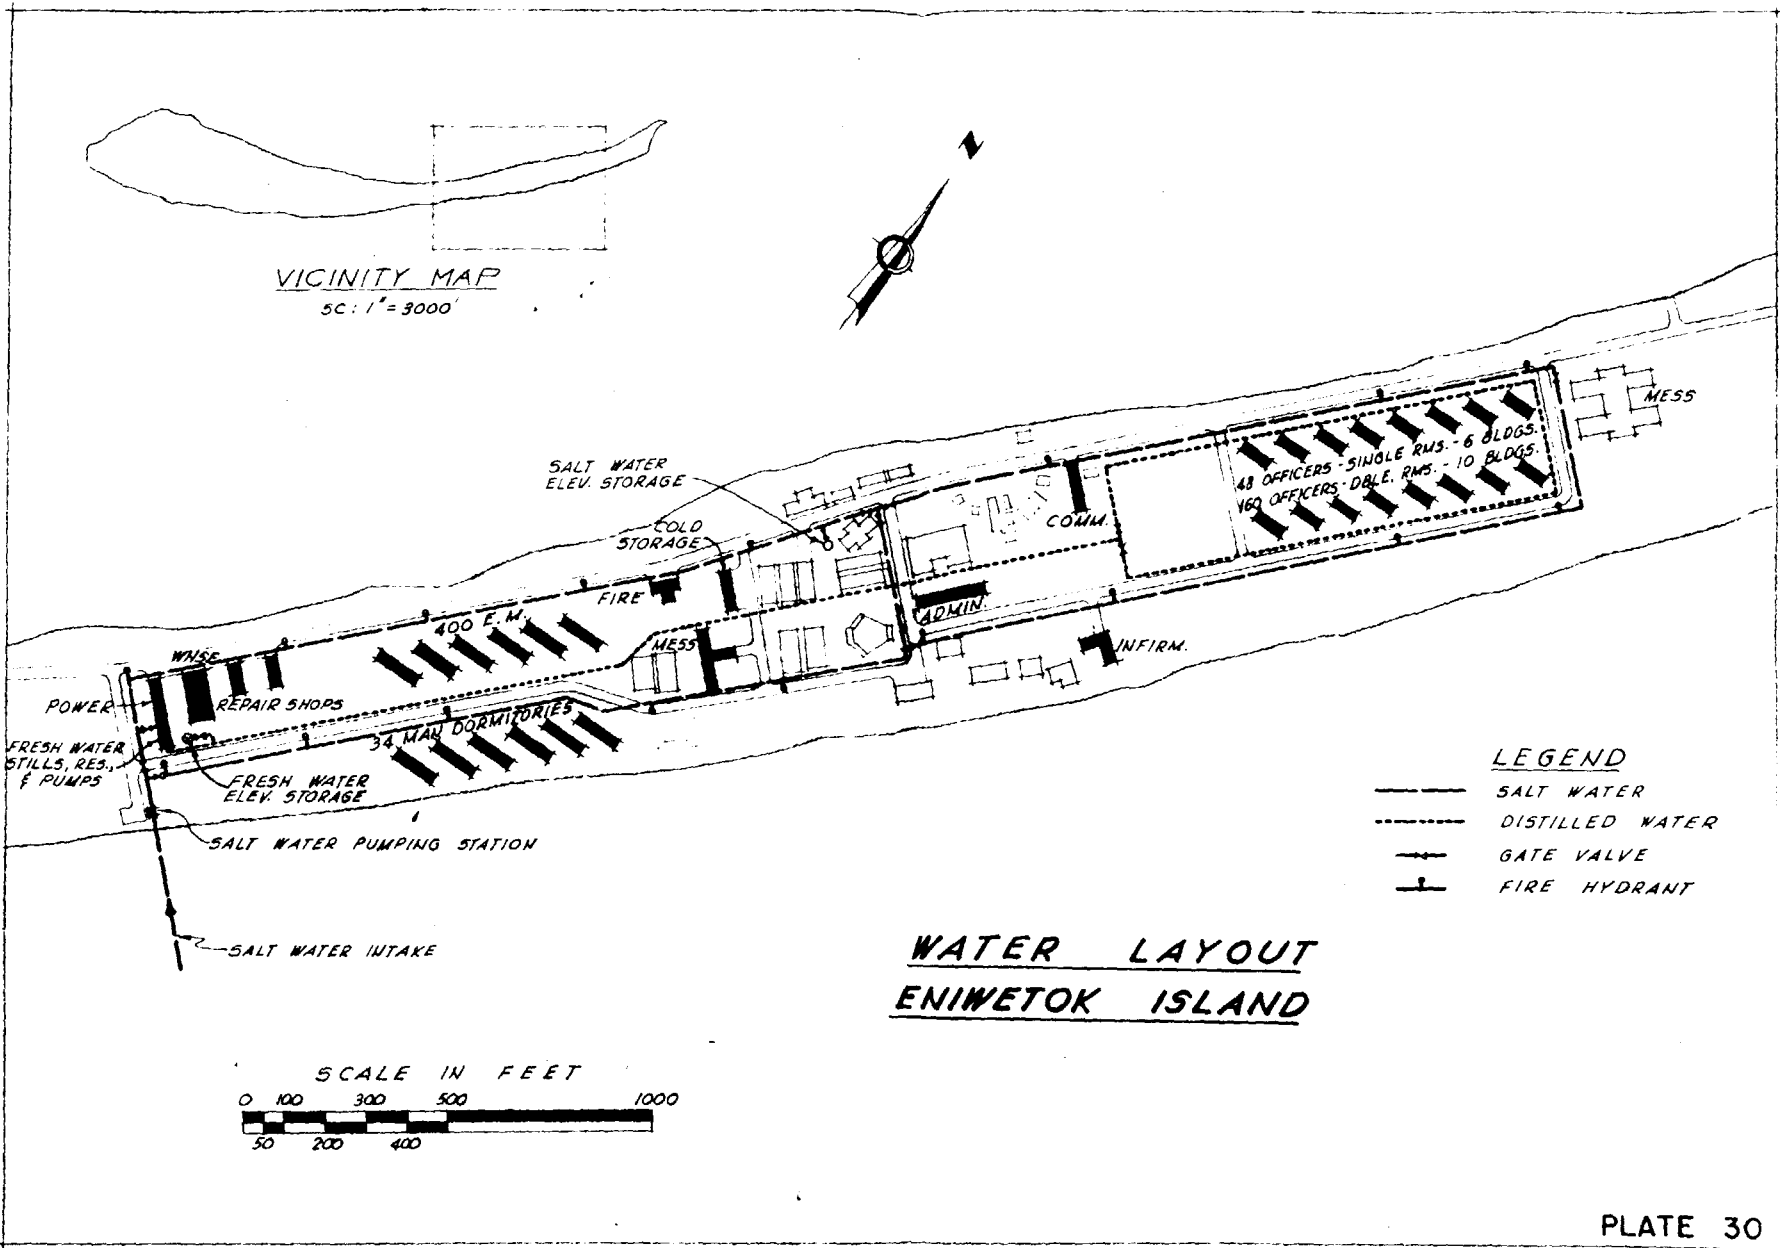 N
VICINITY MAP
SC: 1" = 3000'
SALT WATER
ELEV. STORAGE
COLD
STORAGE
FIRE
400 E.M.
MESS
WHSE
POWER
REPAIR SHOPS
34 MAN DORMITORIES
FRESH WATER
STILLS, RES.,
& PUMPS
FRESH WATER
ELEV. STORAGE
SALT WATER PUMPING STATION
SALT WATER INTAKE
COMM.
ADMIN.
INFIRM.
48 OFFICERS - SINGLE RMS. - 6 BLDGS.
160 OFFICERS - DBLE. RMS. - 10 BLDGS.
MESS
LEGEND
SALT WATER
DISTILLED WATER
GATE VALVE
FIRE HYDRANT
WATER LAYOUT
ENIWETOK ISLAND
SCALE IN FEET
0 100 300 500 1000
50 200 400
PLATE 30